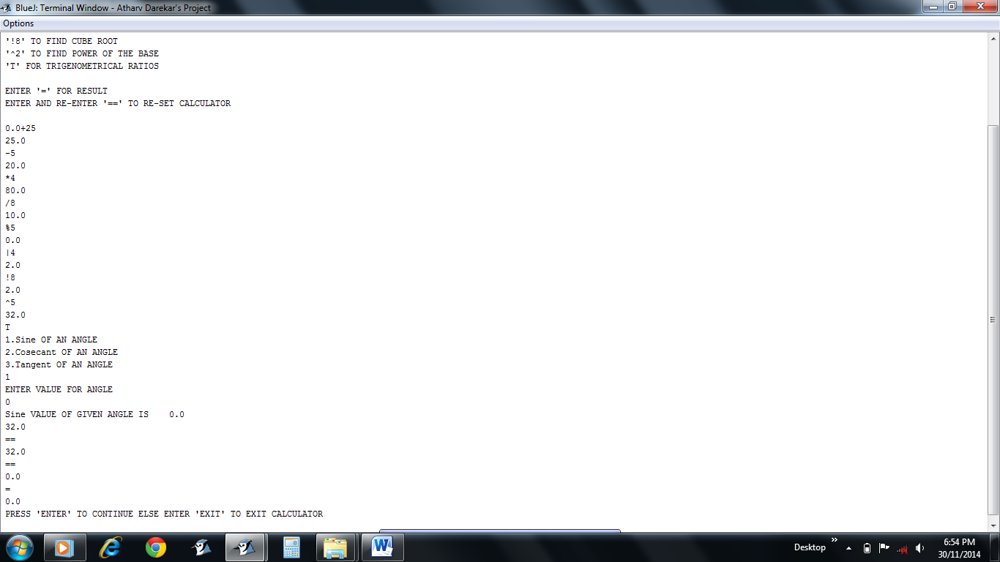 BlueJ: Terminal Window - Atharv Darekar's Project
Options
'!8' TO FIND CUBE ROOT
'^2' TO FIND POWER OF THE BASE
'T' FOR TRIGENOMETRICAL RATIOS
ENTER '=' FOR RESULT
ENTER AND RE-ENTER '==' TO RE-SET CALCULATOR
0.0+25
25.0
-5
20.0
*4
80.0
/8
10.0
%5
0.0
|4
2.0
!8
2.0
^5
32.0
T
1.Sine OF AN ANGLE
2.Cosecant OF AN ANGLE
3.Tangent OF AN ANGLE
1
ENTER VALUE FOR ANGLE
0
Sine VALUE OF GIVEN ANGLE IS    0.0
32.0
==
32.0
==
0.0
=
0.0
PRESS 'ENTER' TO CONTINUE ELSE ENTER 'EXIT' TO EXIT CALCULATOR
Desktop
6:54 PM
30/11/2014